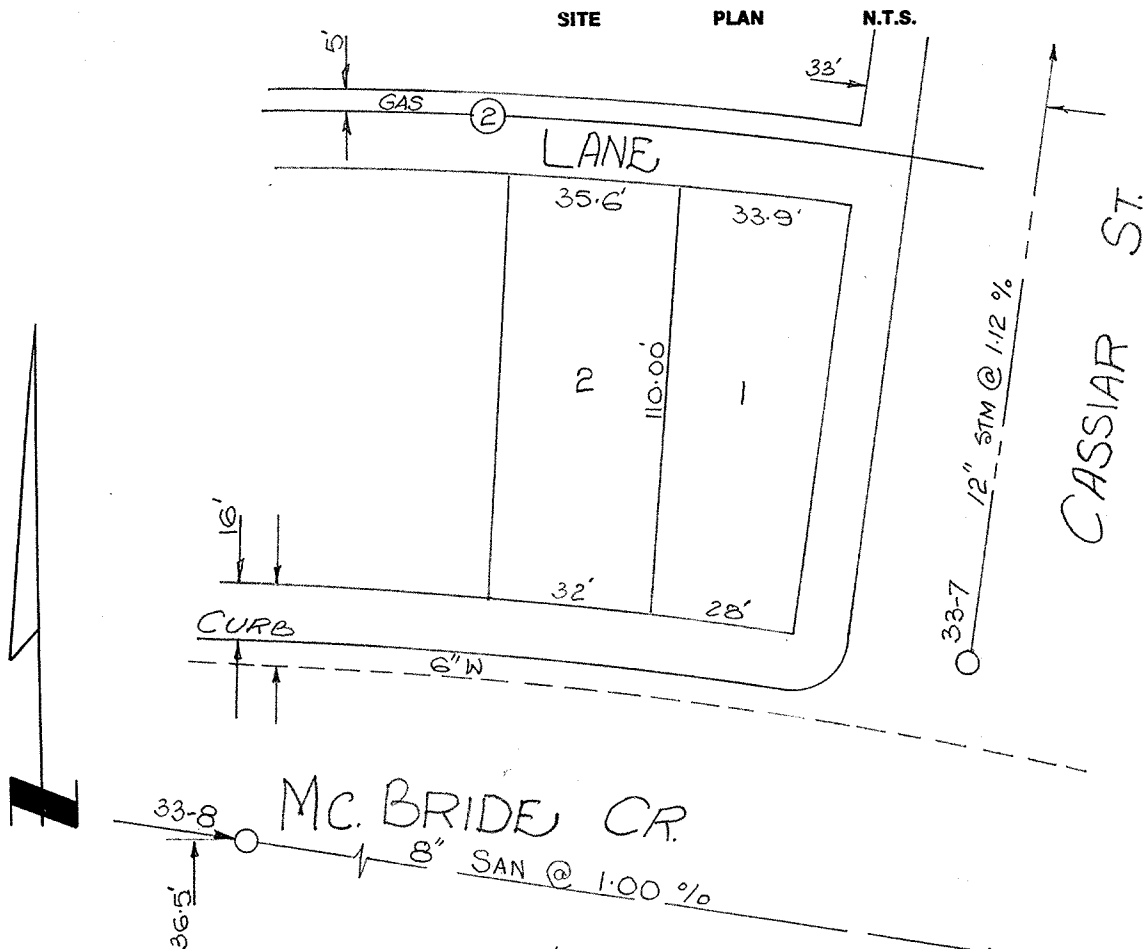 SITE PLAN N.T.S.
5'
33'
GAS
2
LANE
35.6'
33.9'
CASSIAR ST.
12" STM @ 1.12 %
110.00'
2
1
16'
32'
28'
CURB
6" W
33-7
MC. BRIDE CR.
33-8
8" SAN @ 1.00 %
36.5'